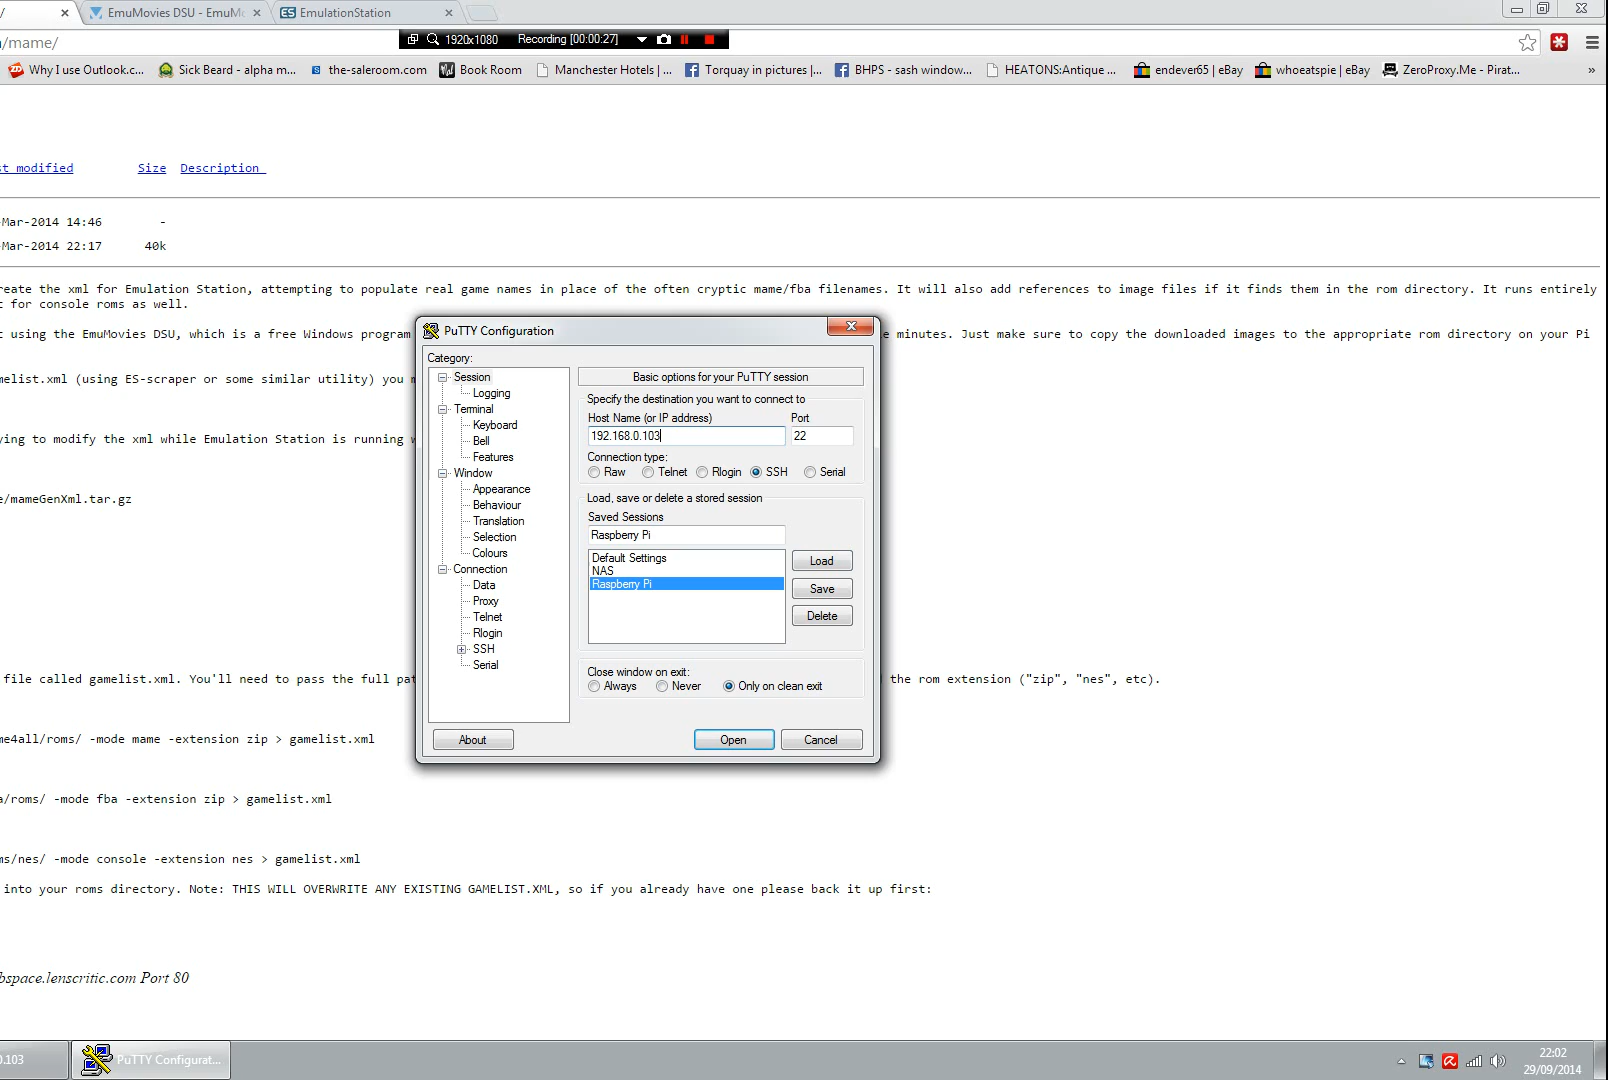 /
EmuMovies DSU - EmuMo
ES EmulationStation
/mame/
1920x1080 Recording [00:00:27]
Why I use Outlook.c...
Sick Beard - alpha m...
the-saleroom.com
Book Room
Manchester Hotels | ...
Torquay in pictures |...
BHPS - sash window...
HEATONS:Antique ...
endever65 | eBay
whoeatspie | eBay
ZeroProxy.Me - Pirat...
»
st modified Size Description
-Mar-2014 14:46 -
-Mar-2014 22:17 40k
reate the xml for Emulation Station, attempting to populate real game names in place of the often cryptic mame/fba filenames. It will also add references to image files if it finds them in the rom directory. It runs entirely
t for console roms as well.
t using the EmuMovies DSU, which is a free Windows program
e minutes. Just make sure to copy the downloaded images to the appropriate rom directory on your Pi
melist.xml (using ES-scraper or some similar utility) you m
ying to modify the xml while Emulation Station is running w
e/mameGenXml.tar.gz
file called gamelist.xml. You'll need to pass the full pat
the rom extension ("zip", "nes", etc).
me4all/roms/ -mode mame -extension zip > gamelist.xml
a/roms/ -mode fba -extension zip > gamelist.xml
ms/nes/ -mode console -extension nes > gamelist.xml
into your roms directory. Note: THIS WILL OVERWRITE ANY EXISTING GAMELIST.XML, so if you already have one please back it up first:
bspace.lenscritic.com Port 80
PuTTY Configuration
Category:
Session
Logging
Terminal
Keyboard
Bell
Features
Window
Appearance
Behaviour
Translation
Selection
Colours
Connection
Data
Proxy
Telnet
Rlogin
SSH
Serial
Basic options for your PuTTY session
Specify the destination you want to connect to
Host Name (or IP address) Port
192.168.0.103 22
Connection type:
Raw Telnet Rlogin SSH Serial
Load, save or delete a stored session
Saved Sessions
Raspberry Pi
Default Settings
NAS
Raspberry Pi
Load
Save
Delete
Close window on exit:
Always Never Only on clean exit
About Open Cancel
0.103
PuTTY Configurat...
22:02
29/09/2014